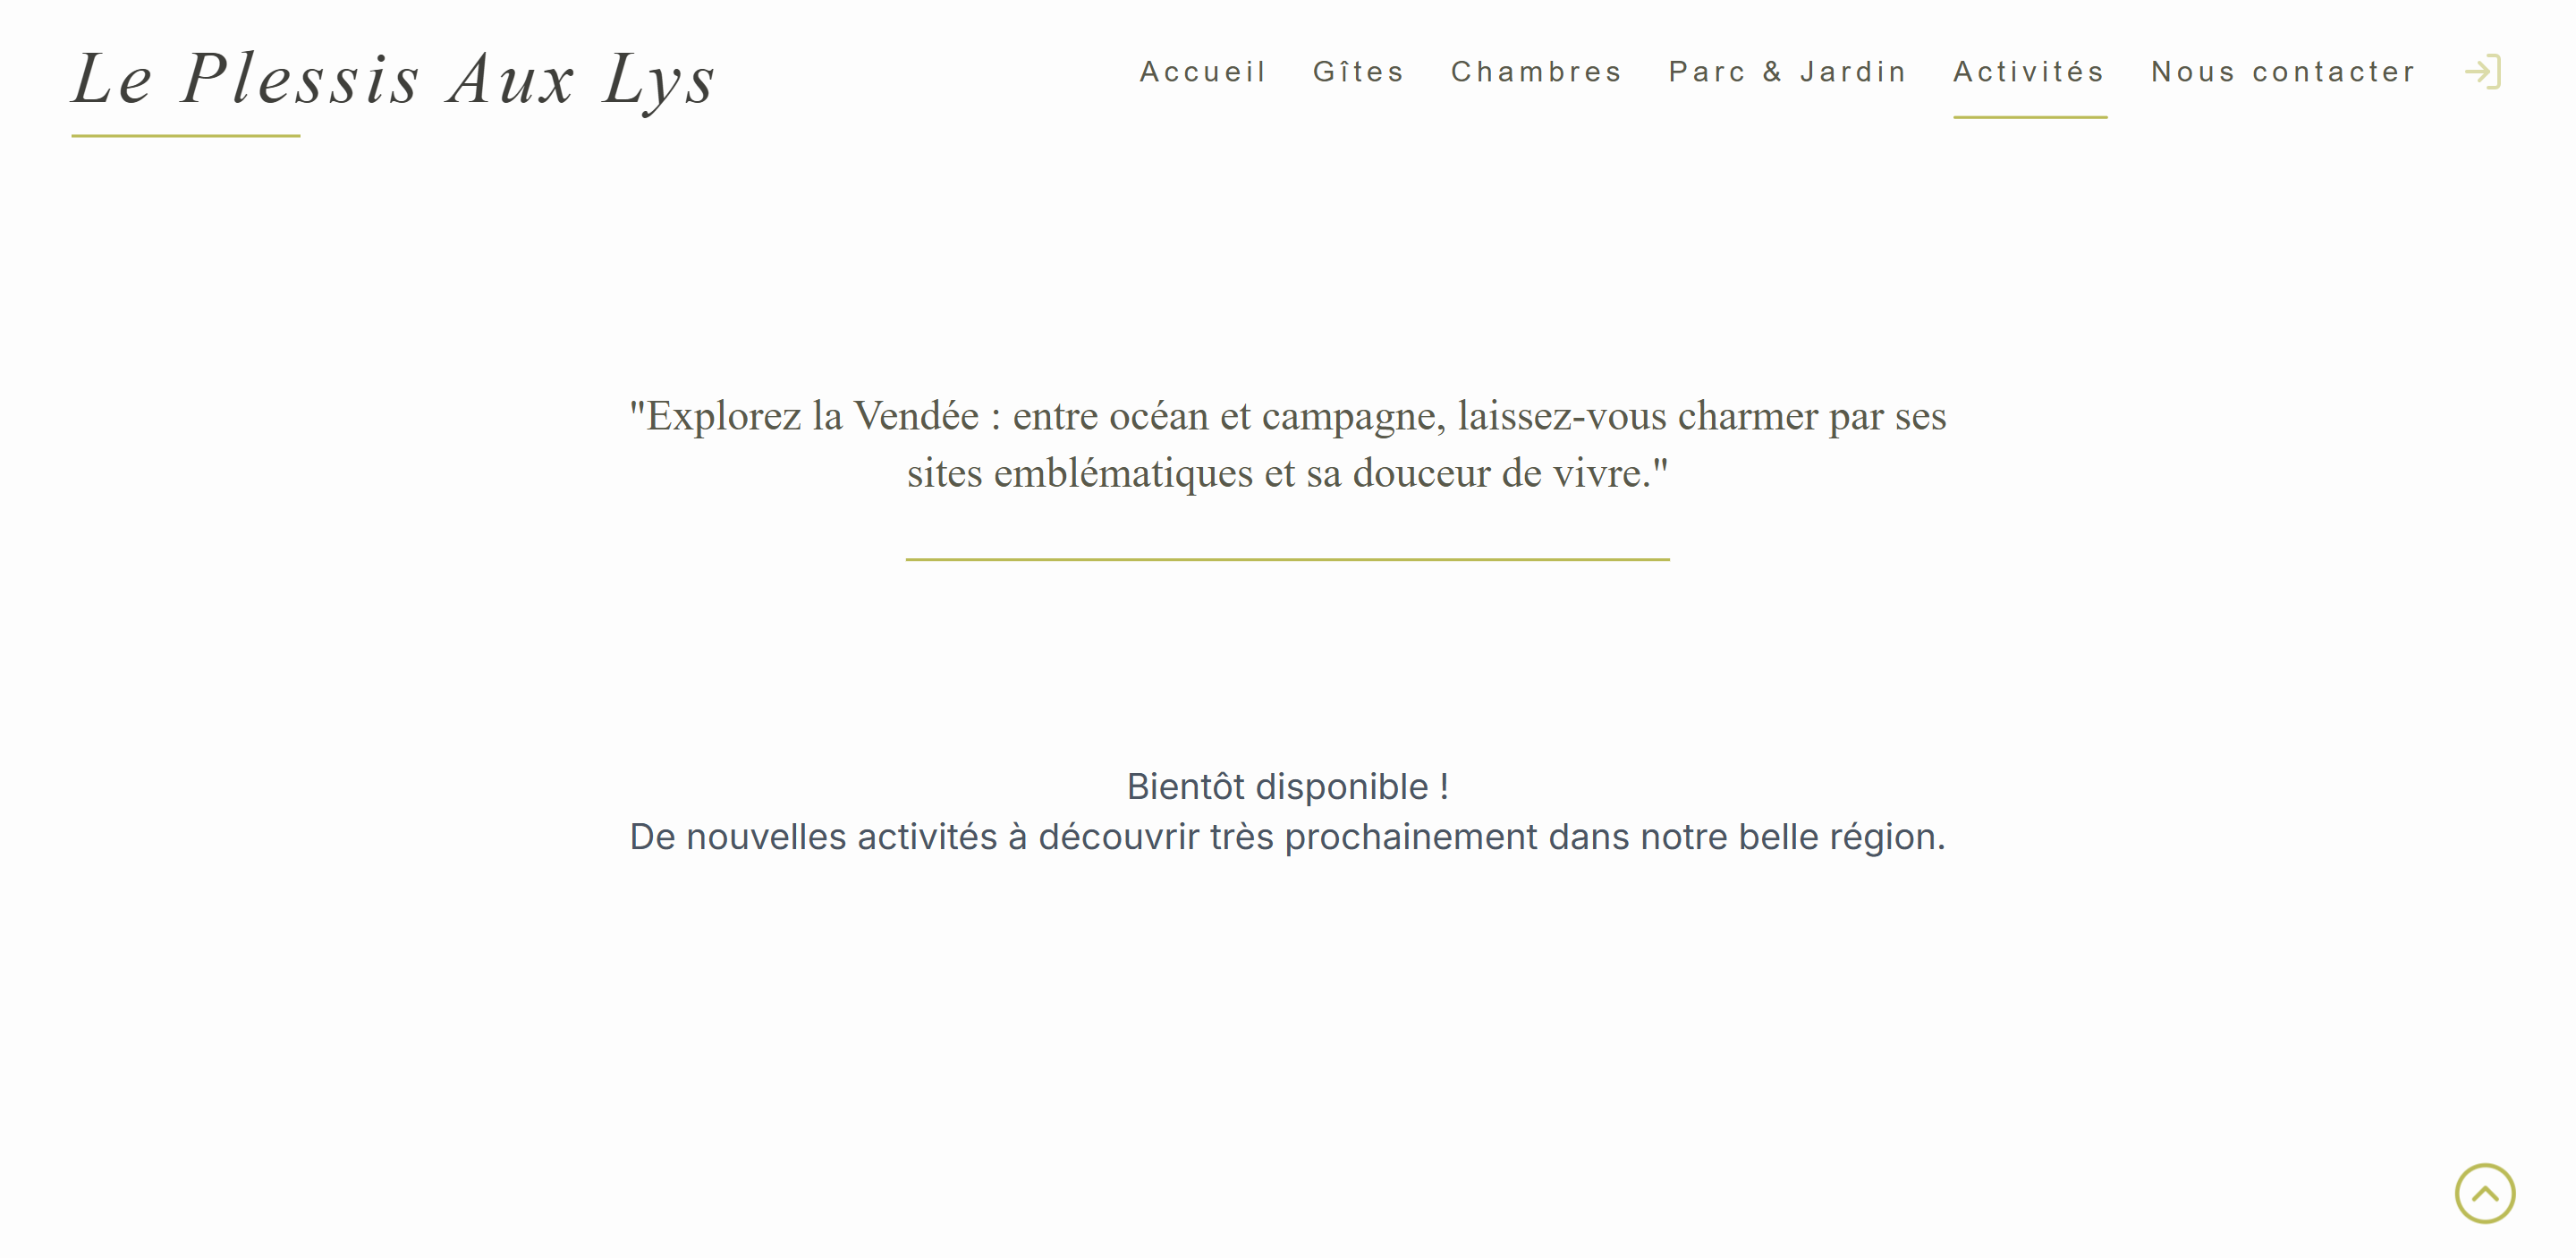 Le Plessis Aux Lys
Accueil
Gîtes
Chambres
Parc & Jardin
Activités
Nous contacter
"Explorez la Vendée : entre océan et campagne, laissez-vous charmer par ses
sites emblématiques et sa douceur de vivre."
Bientôt disponible !
De nouvelles activités à découvrir très prochainement dans notre belle région.